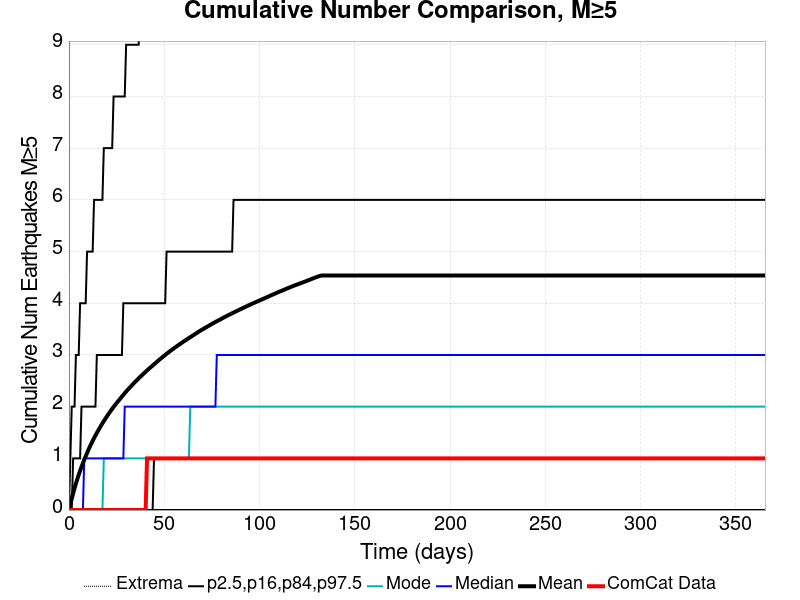 Cumulative Number Comparison, M≥5
Cumulative Num Earthquakes M≥5
9
8
7
6
5
4
3
2
1
0
0 50 100 150 200 250 300 350
Time (days)
Extrema p2.5,p16,p84,p97.5 Mode Median Mean ComCat Data